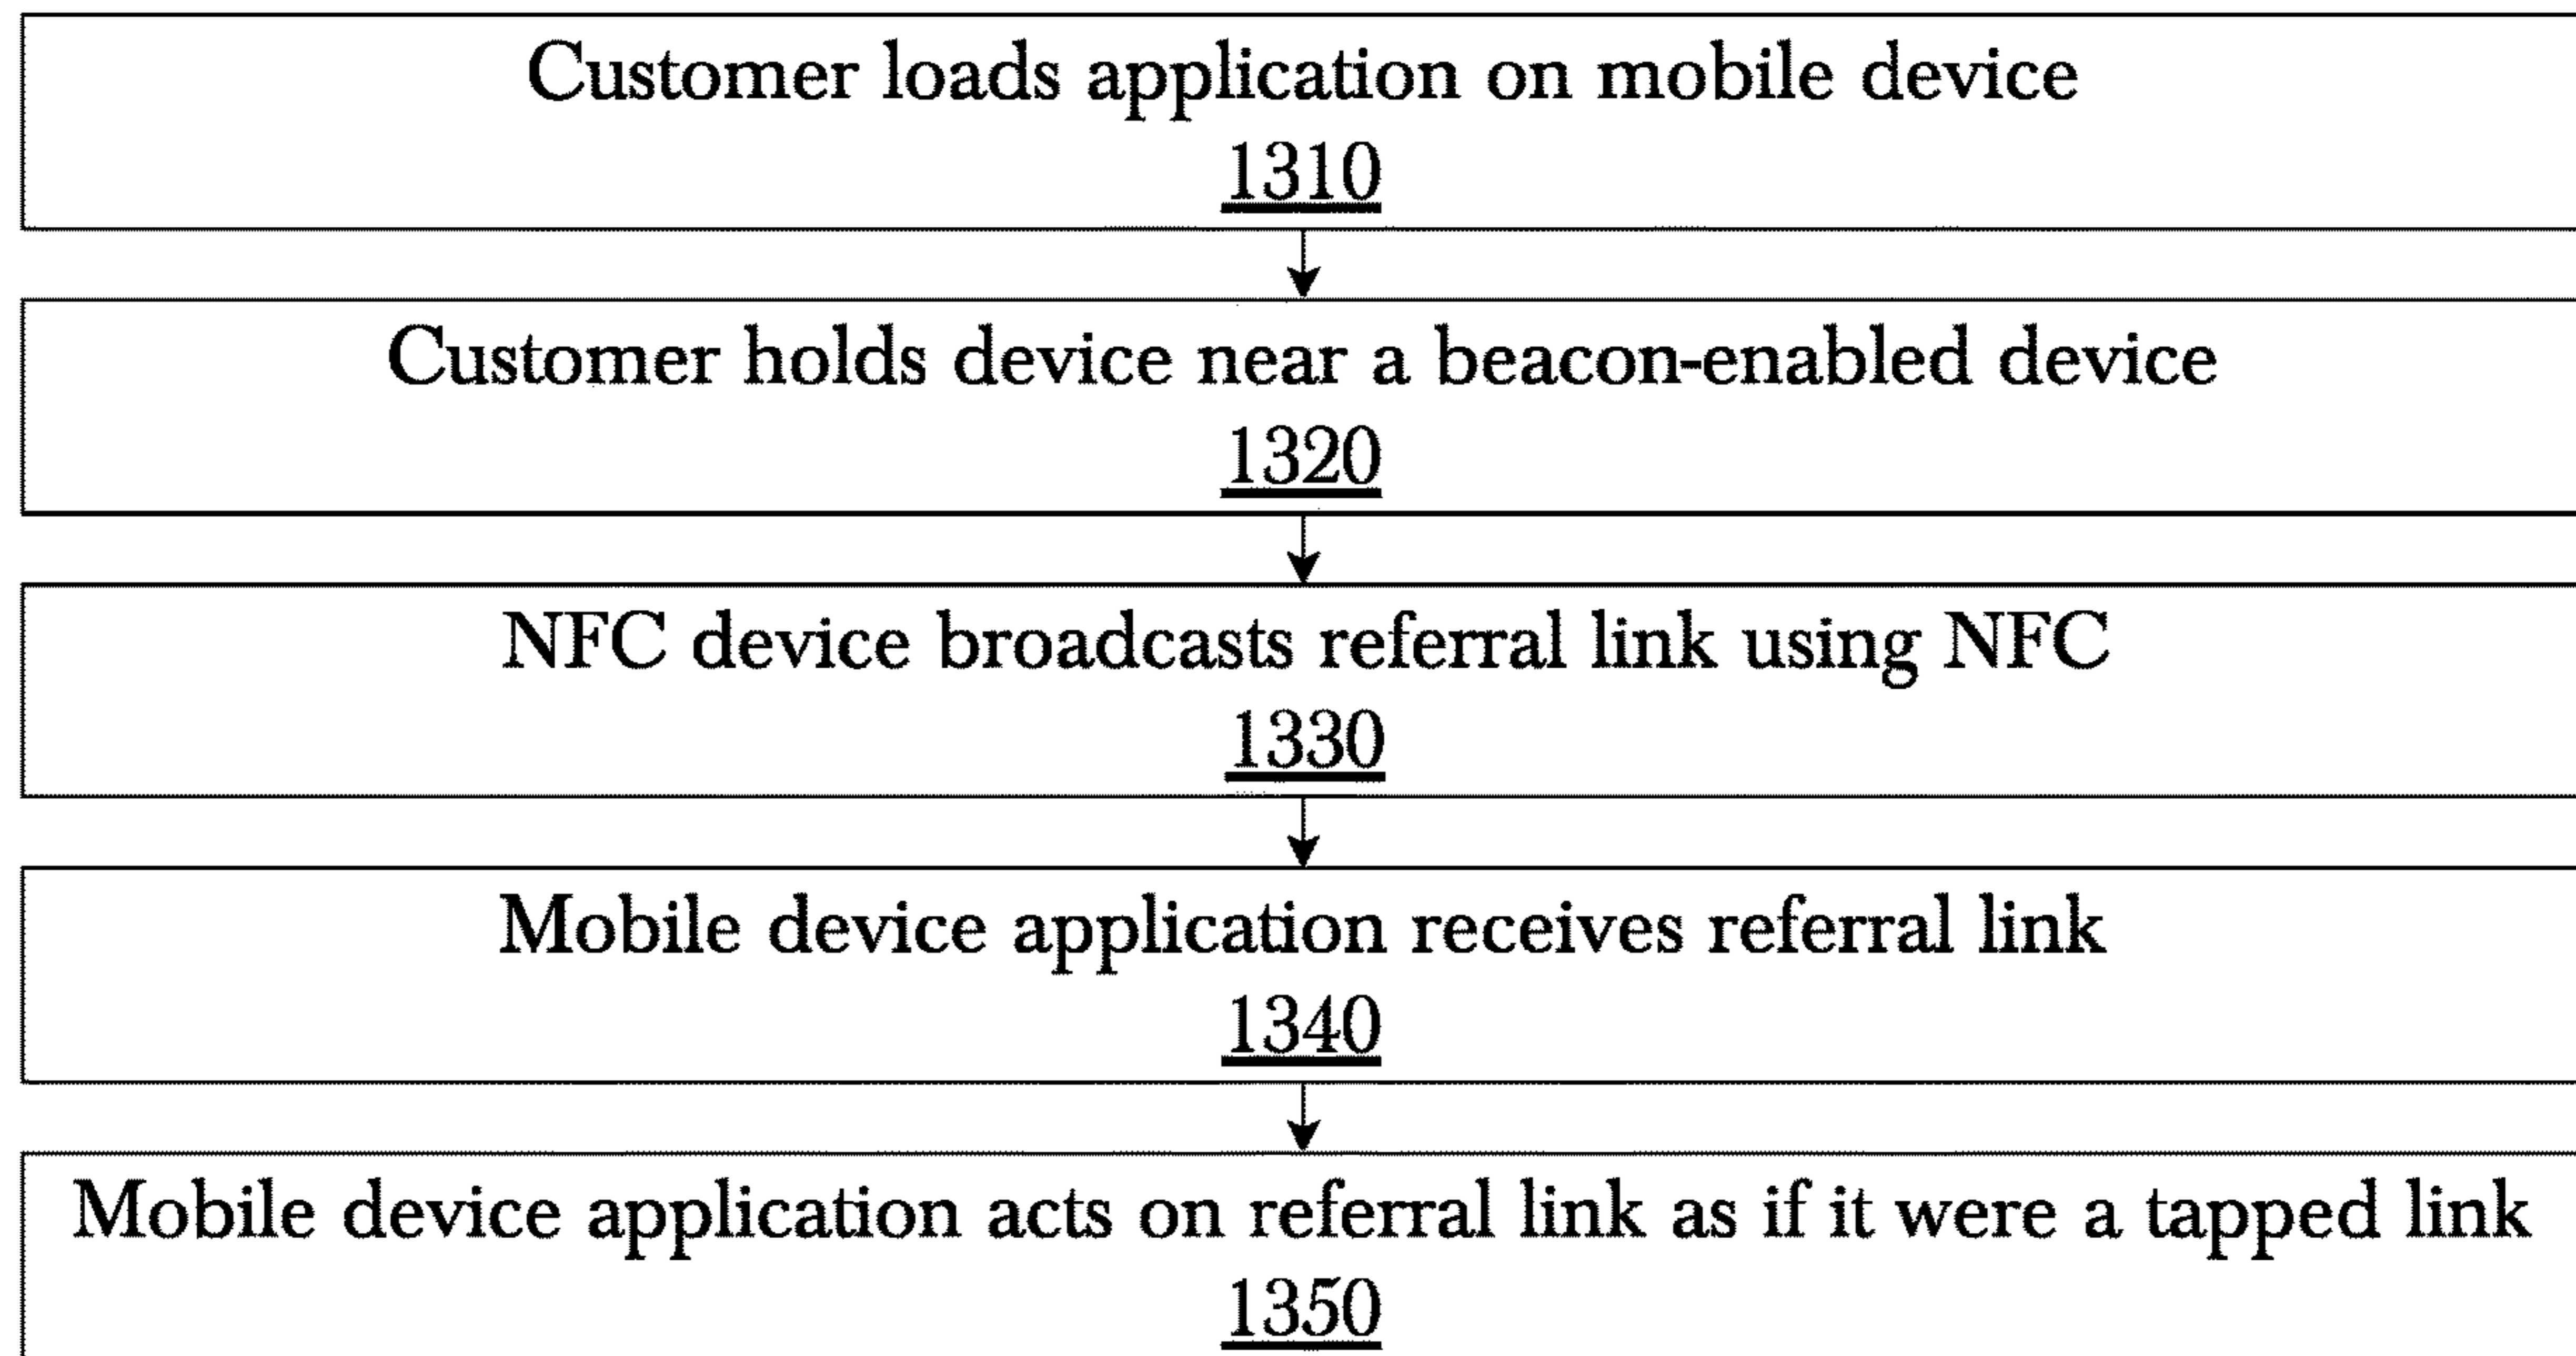 Customer loads application on mobile device
1310
Customer holds device near a beacon-enabled device
1320
NFC device broadcasts referral link using NFC
1330
Mobile device application receives referral link
1340
Mobile device application acts on referral link as if it were a tapped link
1350